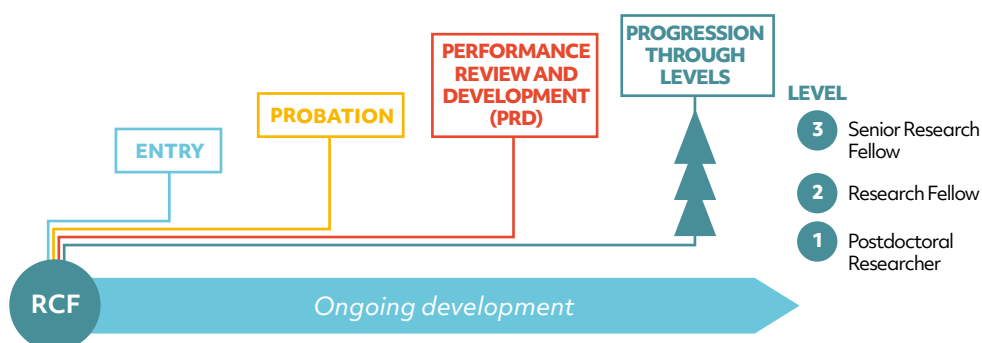 ENTRY
PROBATION
PERFORMANCE
REVIEW AND
DEVELOPMENT
(PRD)
PROGRESSION
THROUGH
LEVELS
LEVEL
3 Senior Research
Fellow
2 Research Fellow
1 Postdoctoral
Researcher
RCF
Ongoing development